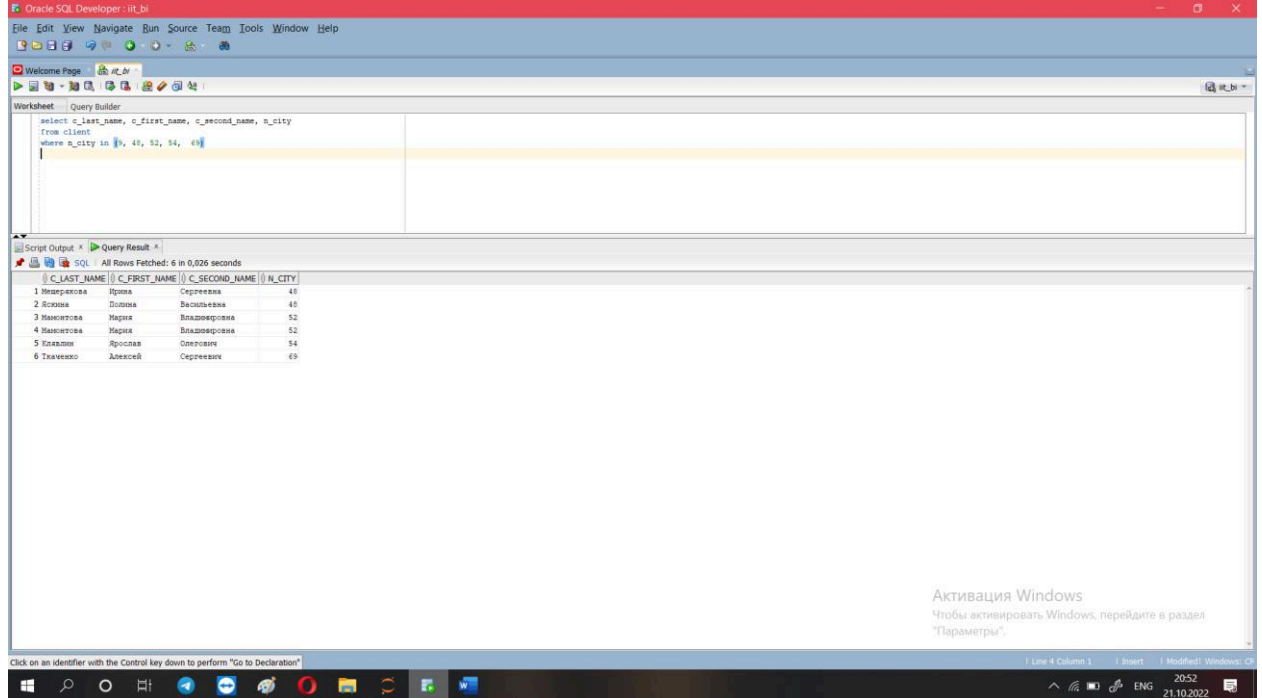 Oracle SQL Developer : iit_bi
File Edit View Navigate Run Source Team Tools Window Help
Welcome Page iit_bi
iit_bi
Worksheet Query Builder
select c_last_name, c_first_name, c_second_name, n_city
from client
where n_city in (9, 48, 52, 54, 69)
Script Output × Query Result ×
SQL | All Rows Fetched: 6 in 0,026 seconds
C_LAST_NAME C_FIRST_NAME C_SECOND_NAME N_CITY
1 Мещерякова Ирина Сергеевна 48
2 Яскина Полина Васильевна 48
3 Мамонтова Мария Владимировна 52
4 Мамонтова Мария Владимировна 52
5 Клявлин Ярослав Олегович 54
6 Ткаченко Алексей Сергеевич 69
Активация Windows
Чтобы активировать Windows, перейдите в раздел
"Параметры".
Click on an identifier with the Control key down to perform "Go to Declaration"
Line 4 Column 1 | Insert | Modified | Windows: CF
ENG 20:52
21.10.2022